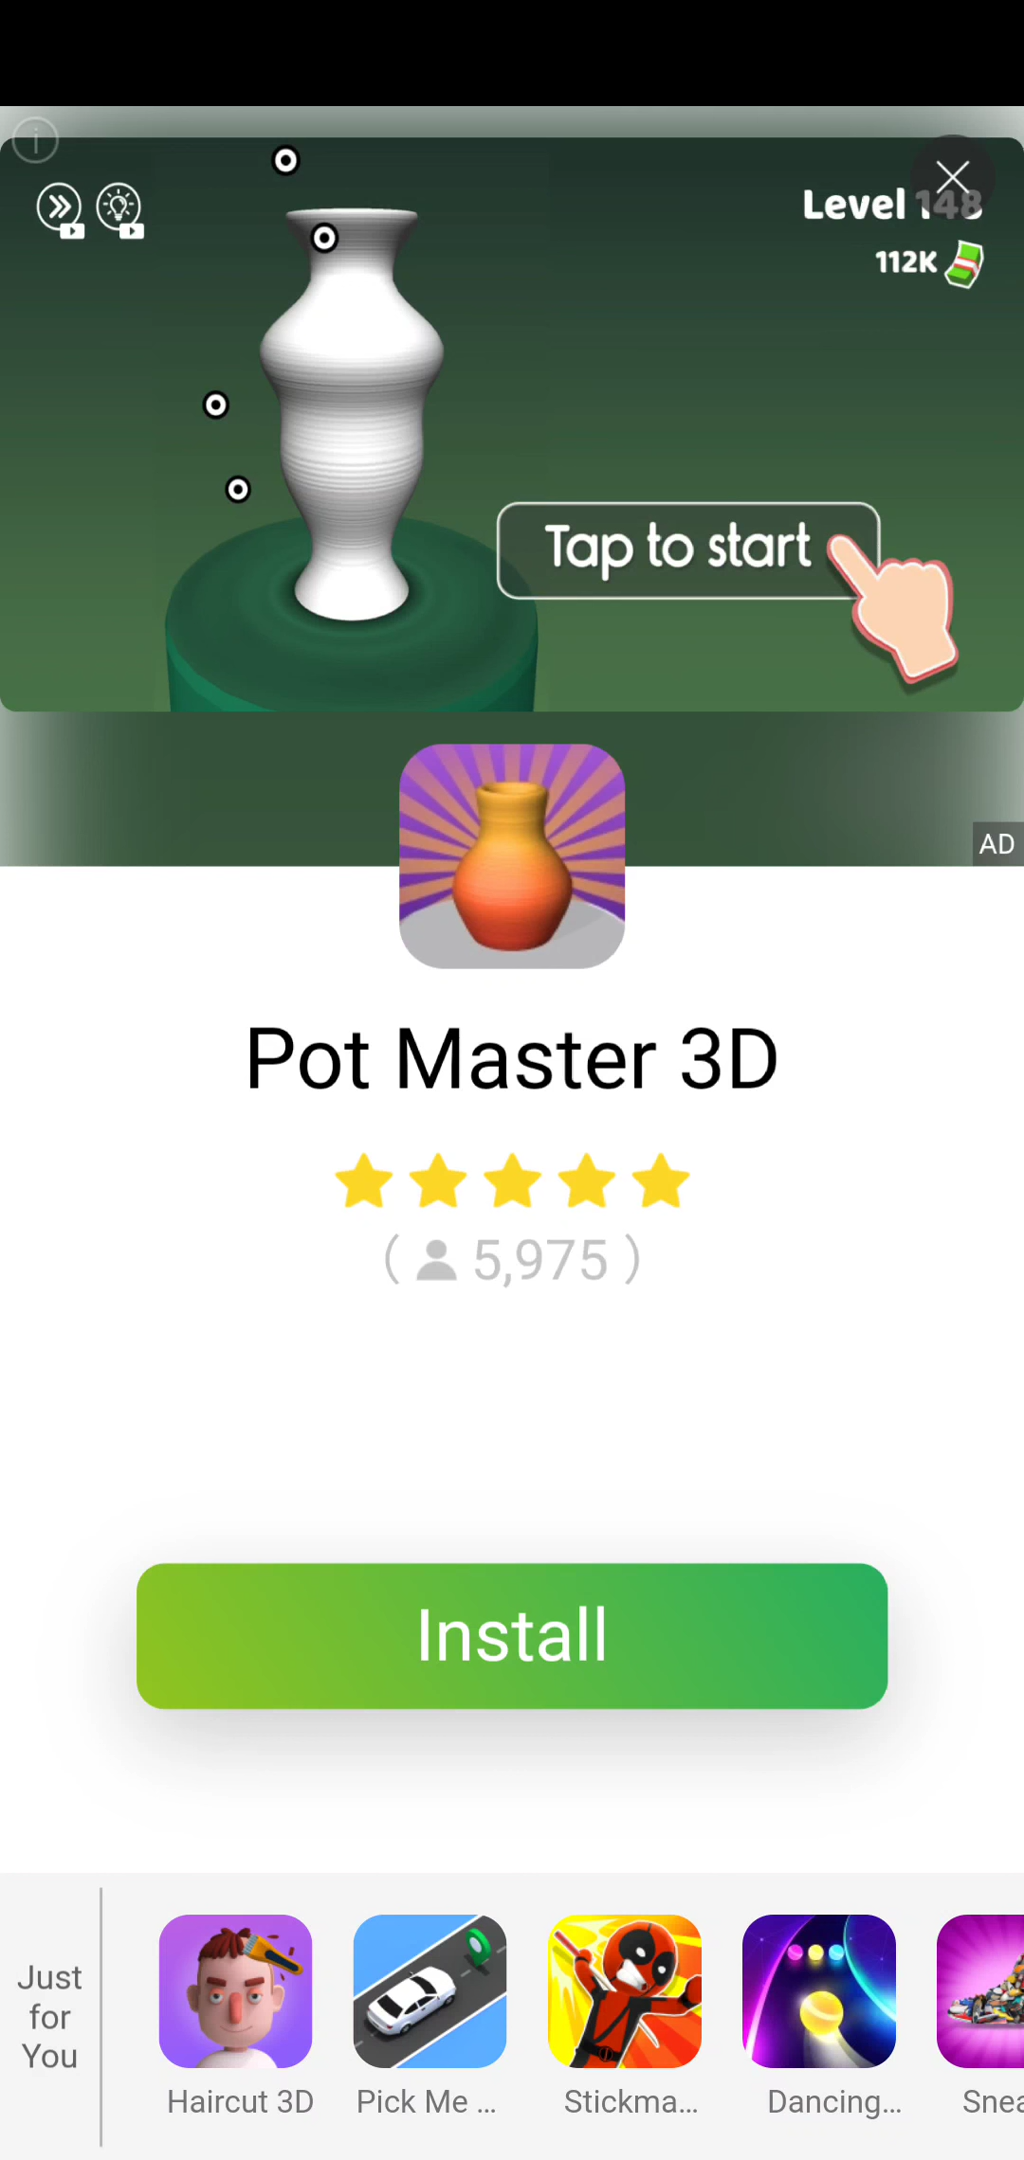 Level 148
112K
Tap to start
AD
Pot Master 3D
( 5,975 )
Install
Just
for
You
Haircut 3D
Pick Me ...
Stickma...
Dancing...
Snea